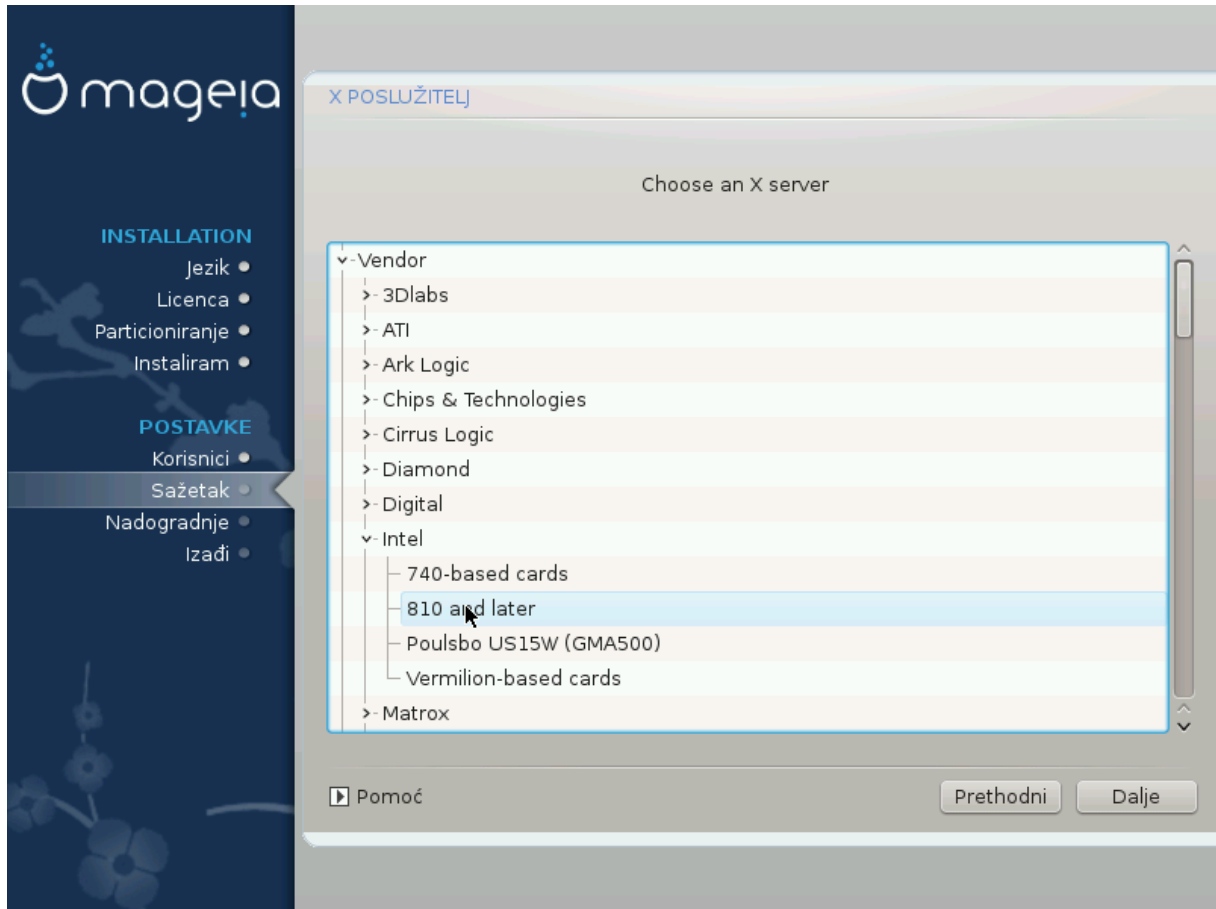 mageia
INSTALLATION
Jezik
Licenca
Particioniranje
Instaliram
POSTAVKE
Korisnici
Sažetak
Nadogradnje
Izađi
X POSLUŽITELJ
Choose an X server
Vendor
3Dlabs
ATI
Ark Logic
Chips & Technologies
Cirrus Logic
Diamond
Digital
Intel
740-based cards
810 and later
Poulsbo US15W (GMA500)
Vermilion-based cards
Matrox
Pomoć
Prethodni
Dalje